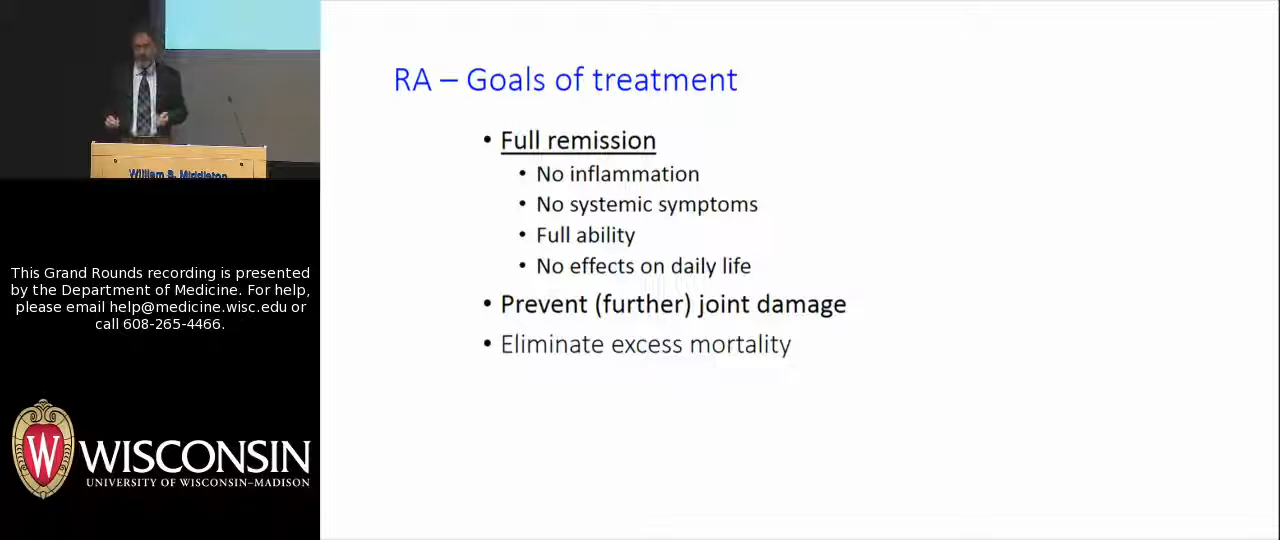 RA – Goals of treatment
• Full remission
• No inflammation
• No systemic symptoms
• Full ability
• No effects on daily life
• Prevent (further) joint damage
• Eliminate excess mortality
William S. Middleton
This Grand Rounds recording is presented
by the Department of Medicine. For help,
please email help@medicine.wisc.edu or
call 608-265-4466.
W
WISCONSIN
UNIVERSITY OF WISCONSIN–MADISON